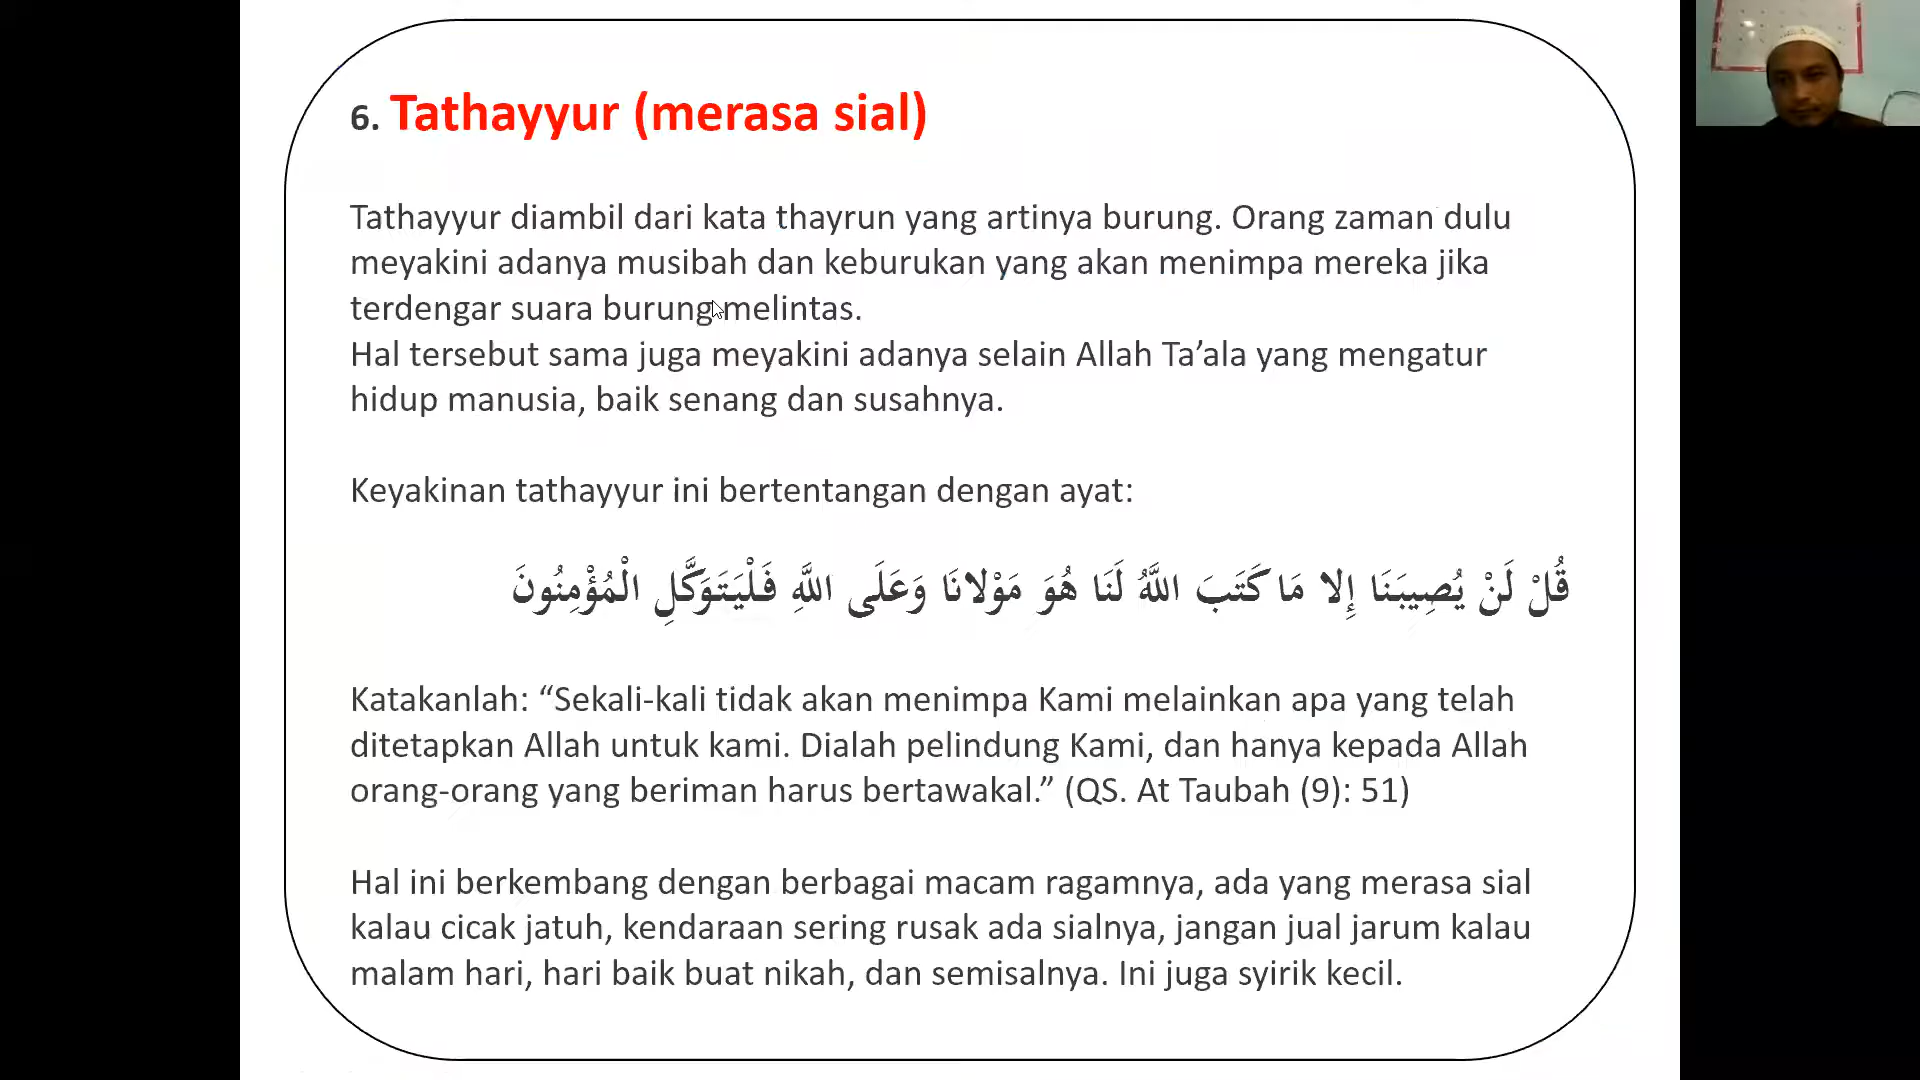 6. Tathayyur (merasa sial)
Tathayyur diambil dari kata thayrun yang artinya burung. Orang zaman dulu
meyakini adanya musibah dan keburukan yang akan menimpa mereka jika
terdengar suara burung melintas.
Hal tersebut sama juga meyakini adanya selain Allah Ta’ala yang mengatur
hidup manusia, baik senang dan susahnya.
Keyakinan tathayyur ini bertentangan dengan ayat:
قُلْ لَنْ يُصِيبَنَا إِلا مَا كَتَبَ اللَّهُ لَنَا هُوَ مَوْلانَا وَعَلَى اللَّهِ فَلْيَتَوَكَّلِ الْمُؤْمِنُونَ
Katakanlah: “Sekali-kali tidak akan menimpa Kami melainkan apa yang telah
ditetapkan Allah untuk kami. Dialah pelindung Kami, dan hanya kepada Allah
orang-orang yang beriman harus bertawakal.” (QS. At Taubah (9): 51)
Hal ini berkembang dengan berbagai macam ragamnya, ada yang merasa sial
kalau cicak jatuh, kendaraan sering rusak ada sialnya, jangan jual jarum kalau
malam hari, hari baik buat nikah, dan semisalnya. Ini juga syirik kecil.